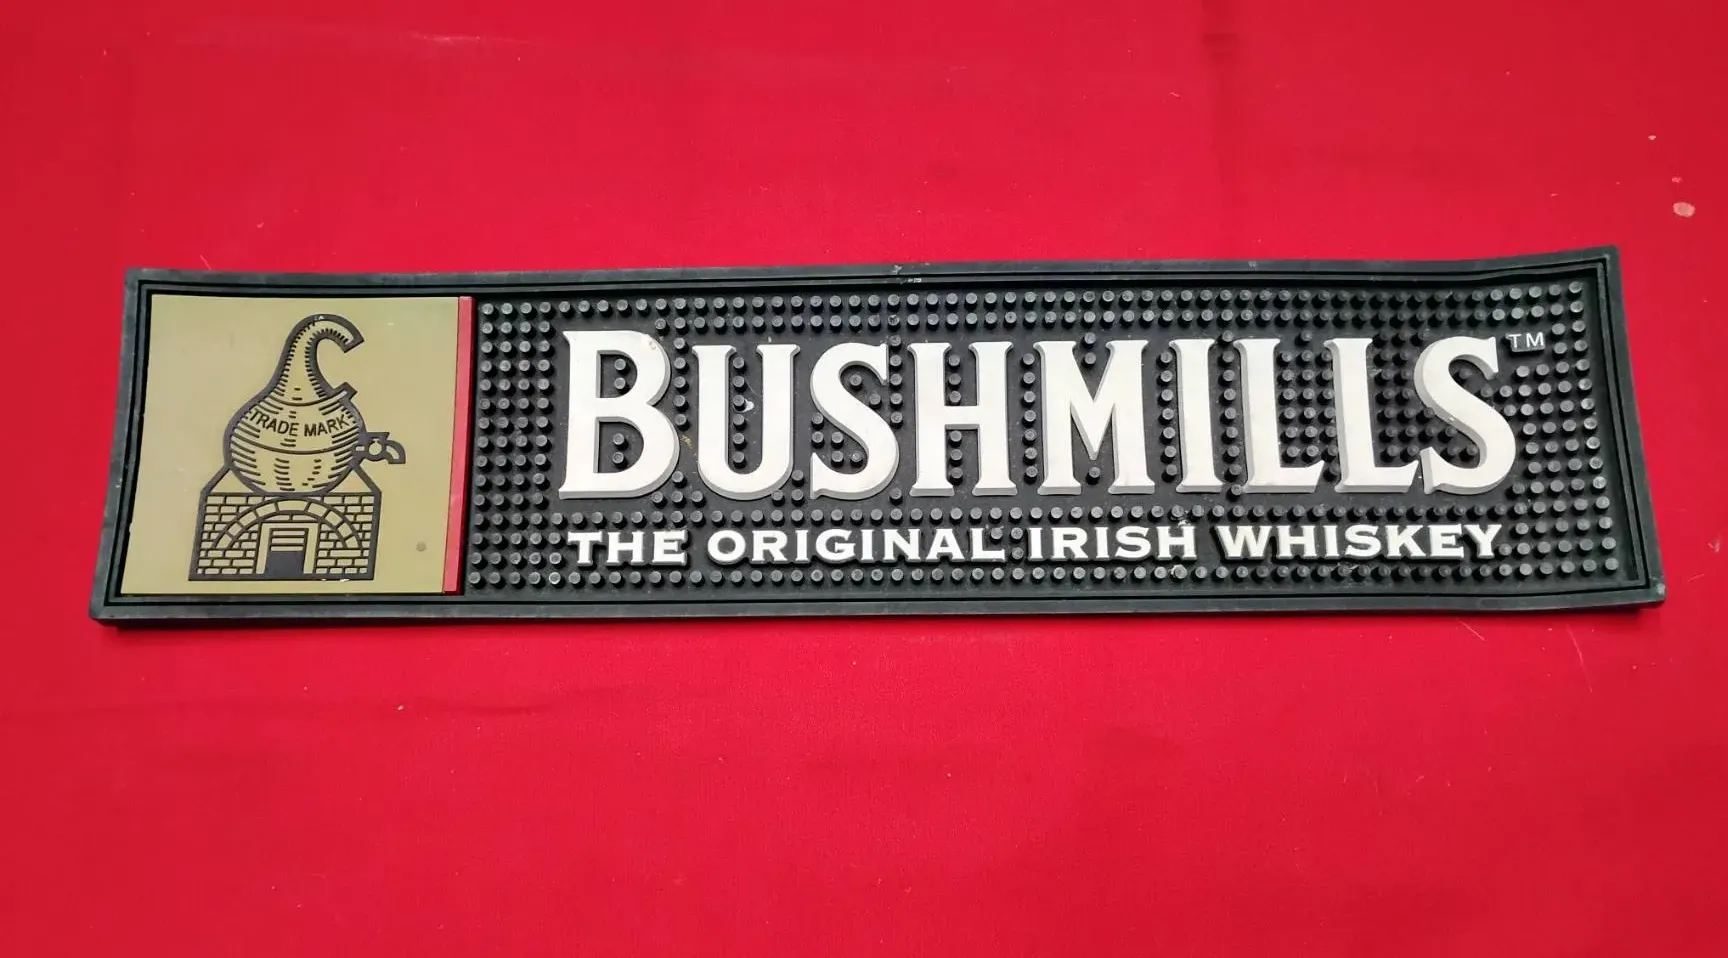 TRADE MARK
BUSHMILLS™
THE ORIGINAL IRISH WHISKEY